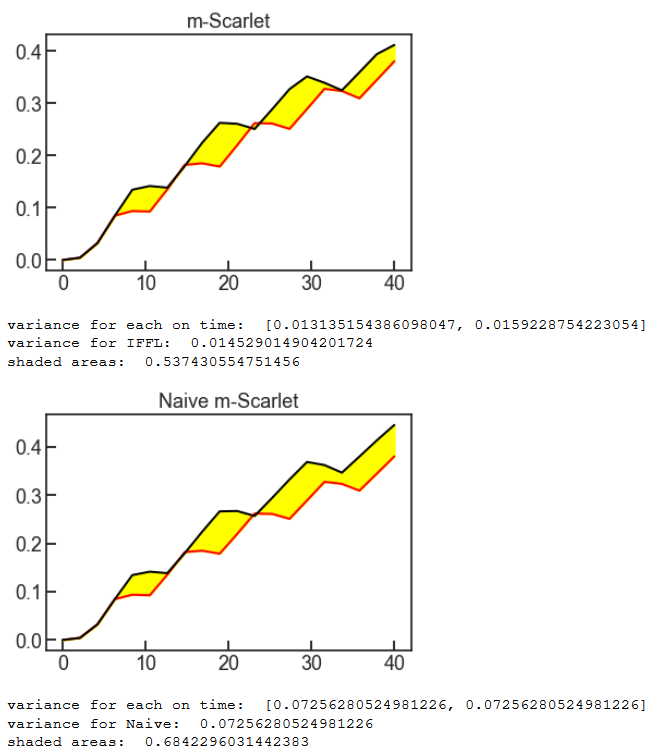 m-Scarlet
0.4
0.3
0.2
0.1
0.0
0 10 20 30 40
variance for each on time:  [0.013135154386098047, 0.0159228754223054]
variance for IFFL:  0.014529014904201724
shaded areas:  0.537430554751456
Naive m-Scarlet
0.4
0.3
0.2
0.1
0.0
0 10 20 30 40
variance for each on time:  [0.07256280524981226, 0.07256280524981226]
variance for Naive:  0.07256280524981226
shaded areas:  0.6842296031442383